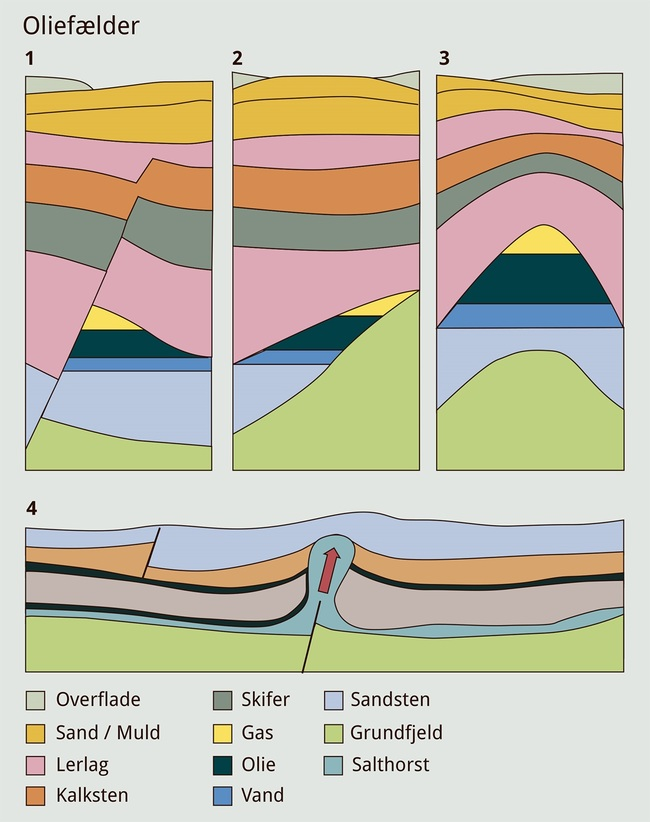 Oliefælder
1
2
3
4
Overflade
Skifer
Sandsten
Sand / Muld
Gas
Grundfjeld
Lerlag
Olie
Salthorst
Kalksten
Vand